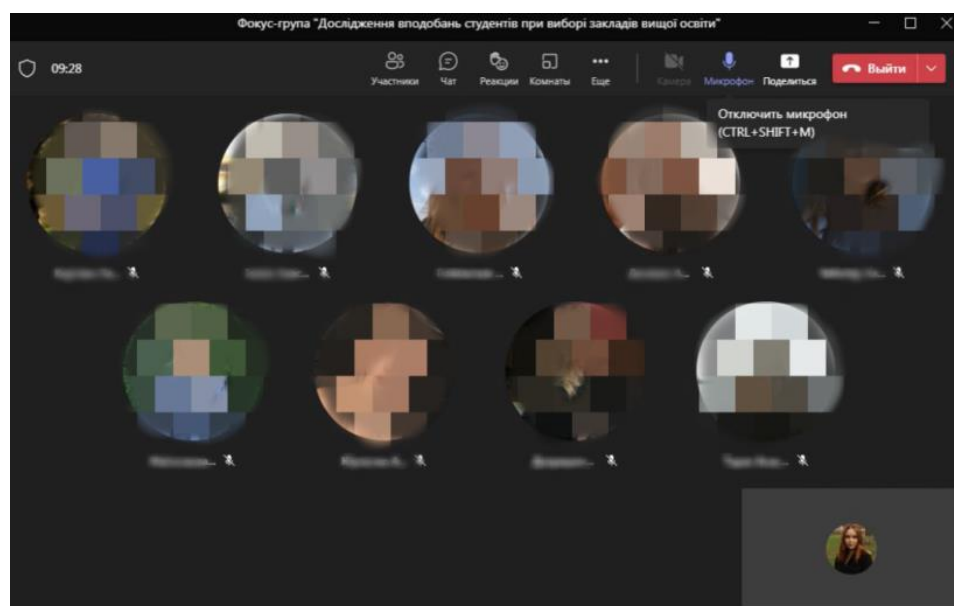 Фокус-група "Дослідження вподобань студентів при виборі закладів вищої освіти"
09:28
Участники
Чат
Реакции
Комнаты
Еще
Камера
Микрофон
Поделиться
Выйти
Отключить микрофон
(CTRL+SHIFT+M)